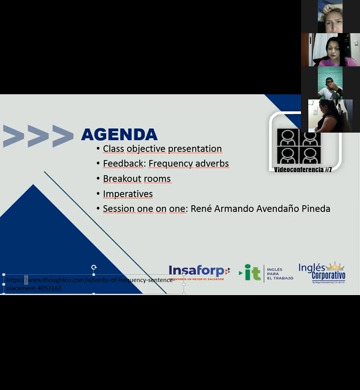 >>> AGENDA
• Class objective presentation
• Feedback: Frequency adverbs
• Breakout rooms
• Imperatives
• Session one on one: René Armando Avendaño Pineda
Videoconferencia #7
Insaforp
it INGLÉS PARA EL TRABAJO
Inglés Corporativo